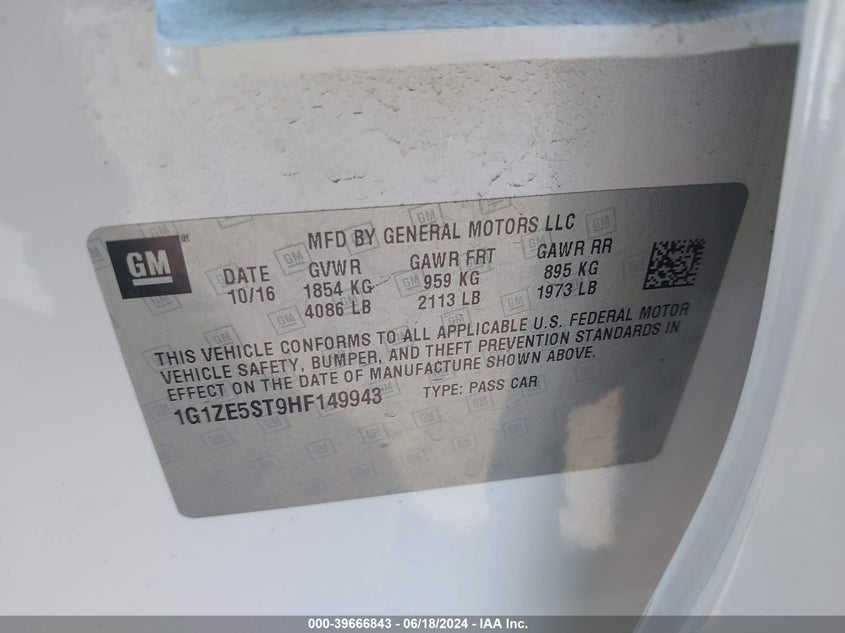 GM
®
MFD BY GENERAL MOTORS LLC
DATE GVWR GAWR FRT GAWR RR
10/16 1854 KG 959 KG 895 KG
4086 LB 2113 LB 1973 LB
THIS VEHICLE CONFORMS TO ALL APPLICABLE U.S. FEDERAL MOTOR
VEHICLE SAFETY, BUMPER, AND THEFT PREVENTION STANDARDS IN
EFFECT ON THE DATE OF MANUFACTURE SHOWN ABOVE.
1G1ZE5ST9HF149943 TYPE: PASS CAR
000-39666843 - 06/18/2024 - IAA Inc.